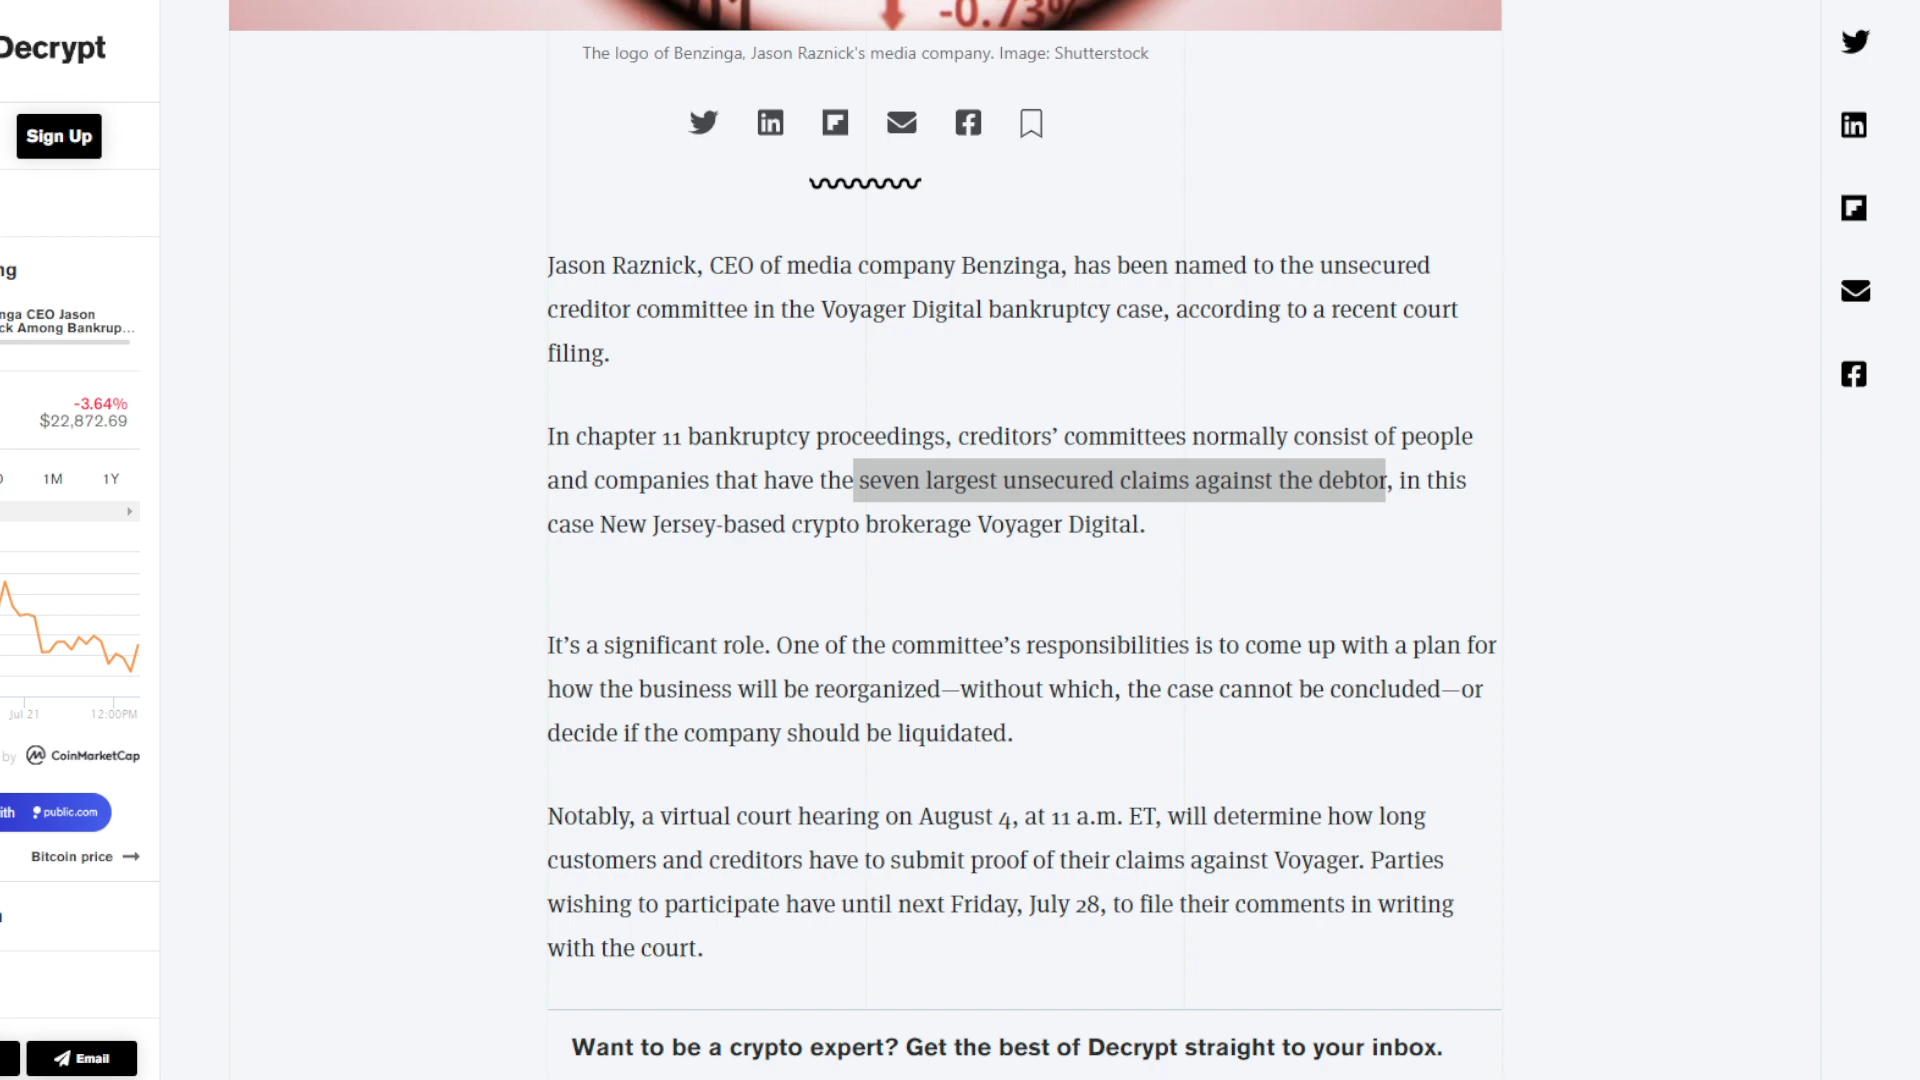 -0.73%
Decrypt
The logo of Benzinga, Jason Raznick's media company. Image: Shutterstock
Sign Up
Jason Raznick, CEO of media company Benzinga, has been named to the unsecured
creditor committee in the Voyager Digital bankruptcy case, according to a recent court
filing.
In chapter 11 bankruptcy proceedings, creditors’ committees normally consist of people
and companies that have the seven largest unsecured claims against the debtor, in this
case New Jersey-based crypto brokerage Voyager Digital.
It’s a significant role. One of the committee’s responsibilities is to come up with a plan for
how the business will be reorganized—without which, the case cannot be concluded—or
decide if the company should be liquidated.
Notably, a virtual court hearing on August 4, at 11 a.m. ET, will determine how long
customers and creditors have to submit proof of their claims against Voyager. Parties
wishing to participate have until next Friday, July 28, to file their comments in writing
with the court.
Want to be a crypto expert? Get the best of Decrypt straight to your inbox.
CEO Jason
Among Bankrup...
-3.64%
$22,872.69
1M 1Y
Jul 21 12:00PM
by CoinMarketCap
public.com
Bitcoin price
Email